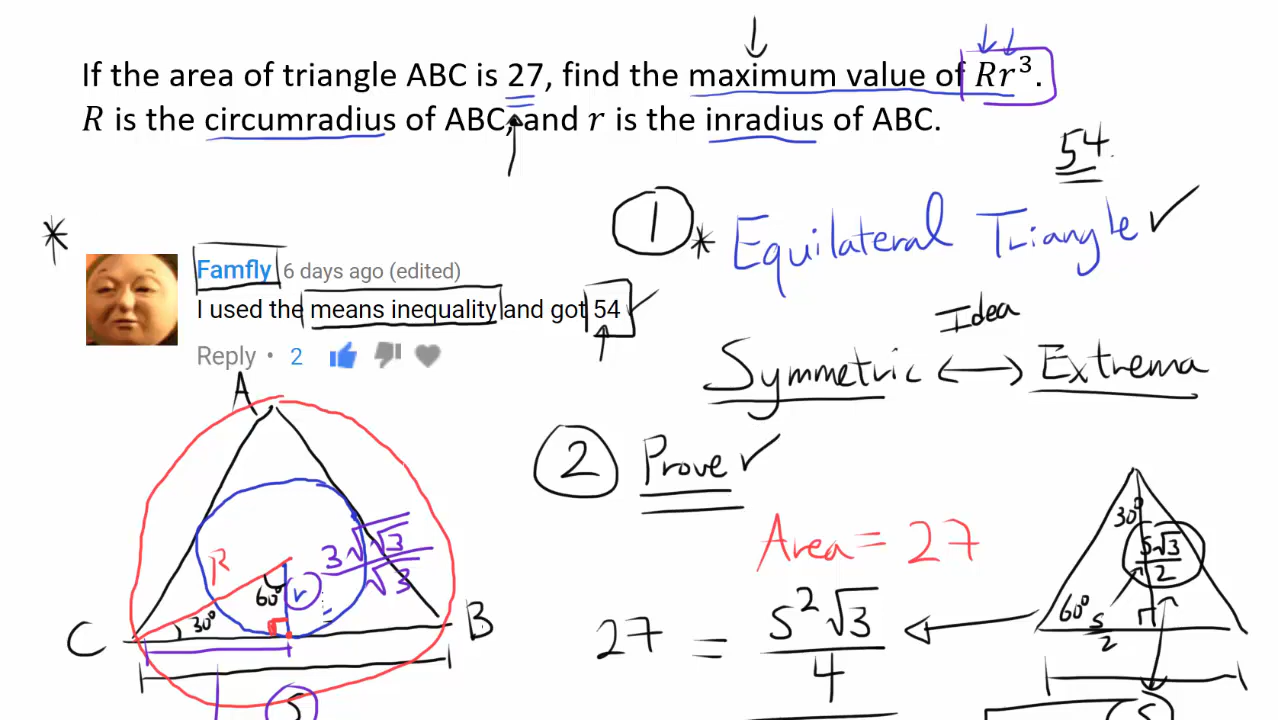 If the area of triangle ABC is 27, find the maximum value of Rr³.
R is the circumradius of ABC, and r is the inradius of ABC.
54
*
Famfly 6 days ago (edited)
I used the means inequality and got 54
Reply • 2
① * Equilateral Triangle ✓
Idea
Symmetric ⟷ Extrema
② Prove ✓
Area = 27
27 = s²√3 / 4
A
R
60°
r
3√√3 / √3
30°
C
B
S
30°
s√3 / 2
60°
s / 2
S